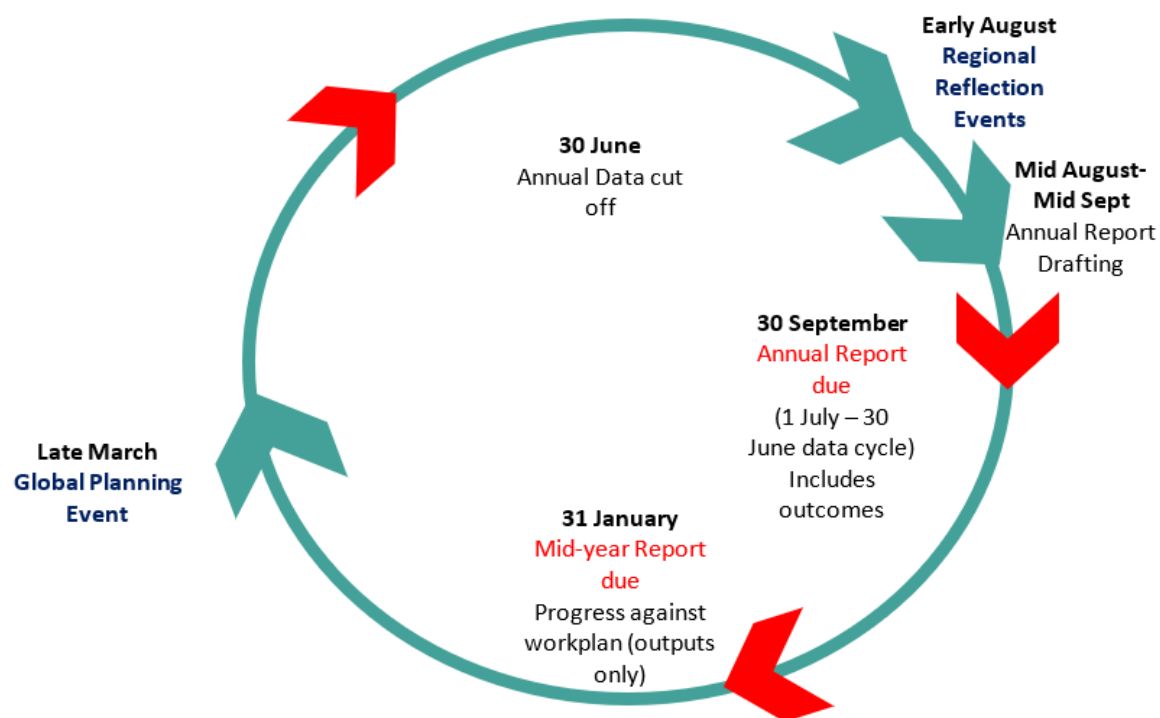 Early August
Regional
Reflection
Events
30 June
Annual Data cut
off
Mid August-
Mid Sept
Annual Report
Drafting
30 September
Annual Report
due
(1 July – 30
June data cycle)
Includes
outcomes
31 January
Mid-year Report
due
Progress against
workplan (outputs
only)
Late March
Global Planning
Event